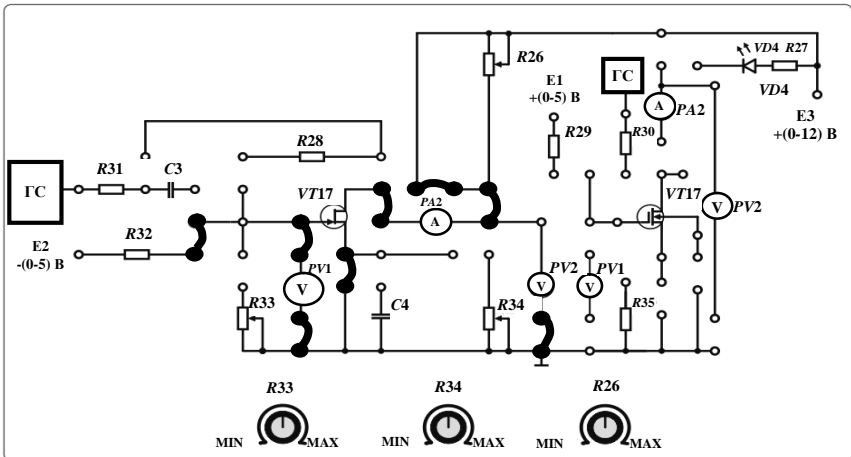 R26
E1
+(0-5) В
ГС
VD4 R27
VD4
E3
+(0-12) В
A
PA2
R28
R29
R30
ГС
R31
C3
VT17
PA2
A
VT17
V
PV2
E2
-(0-5) В
R32
PV1
V
PV2
V
PV1
V
R33
C4
R34
R35
R33
R34
R26
MIN
MAX
MIN
MAX
MIN
MAX